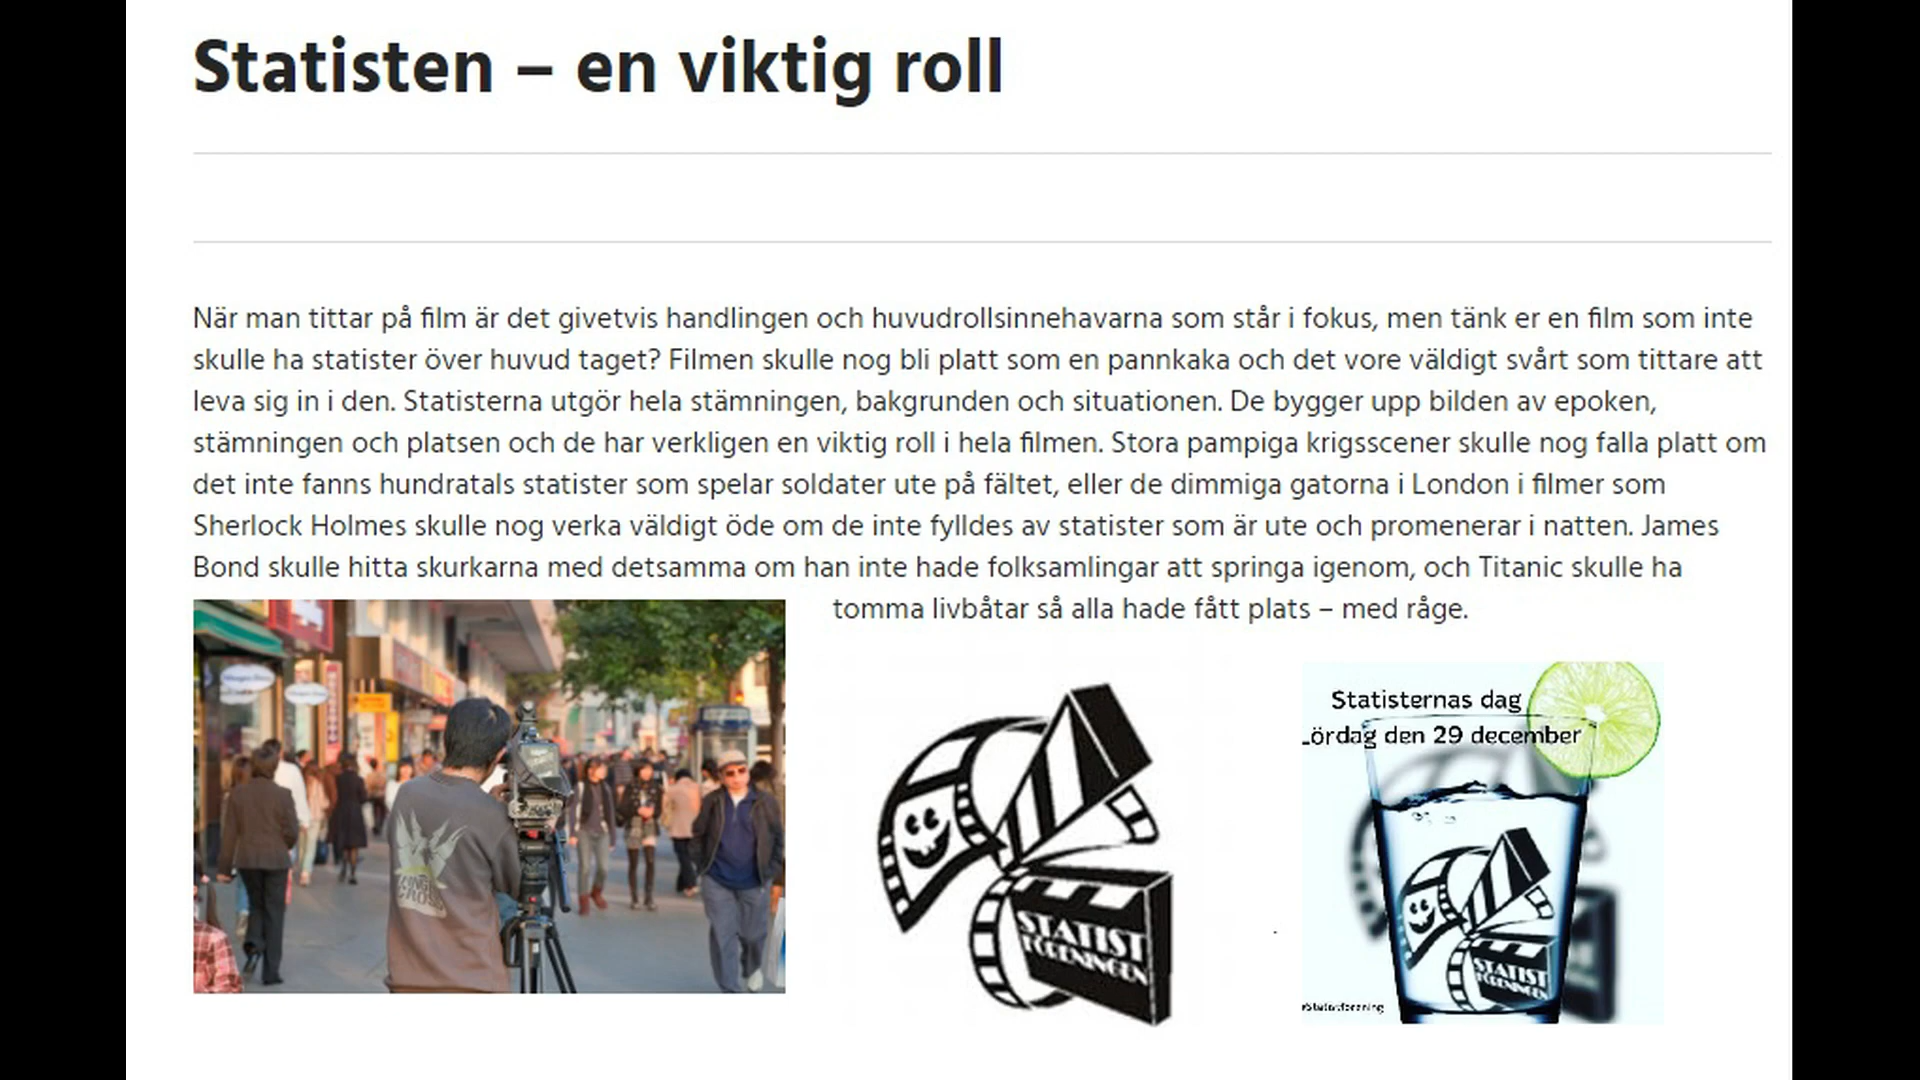 Statisten – en viktig roll
När man tittar på film är det givetvis handlingen och huvudrollsinnehavarna som står i fokus, men tänk er en film som inte
skulle ha statister över huvud taget? Filmen skulle nog bli platt som en pannkaka och det vore väldigt svårt som tittare att
leva sig in i den. Statisterna utgör hela stämningen, bakgrunden och situationen. De bygger upp bilden av epoken,
stämningen och platsen och de har verkligen en viktig roll i hela filmen. Stora pampiga krigsscener skulle nog falla platt om
det inte fanns hundratals statister som spelar soldater ute på fältet, eller de dimmiga gatorna i London i filmer som
Sherlock Holmes skulle nog verka väldigt öde om de inte fylldes av statister som är ute och promenerar i natten. James
Bond skulle hitta skurkarna med detsamma om han inte hade folksamlingar att springa igenom, och Titanic skulle ha
tomma livbåtar så alla hade fått plats – med råge.
CROSS
STATIST
FÖRENINGEN
Statisternas dag
Lördag den 29 december
STATIST
FÖRENINGEN
#Statistforening